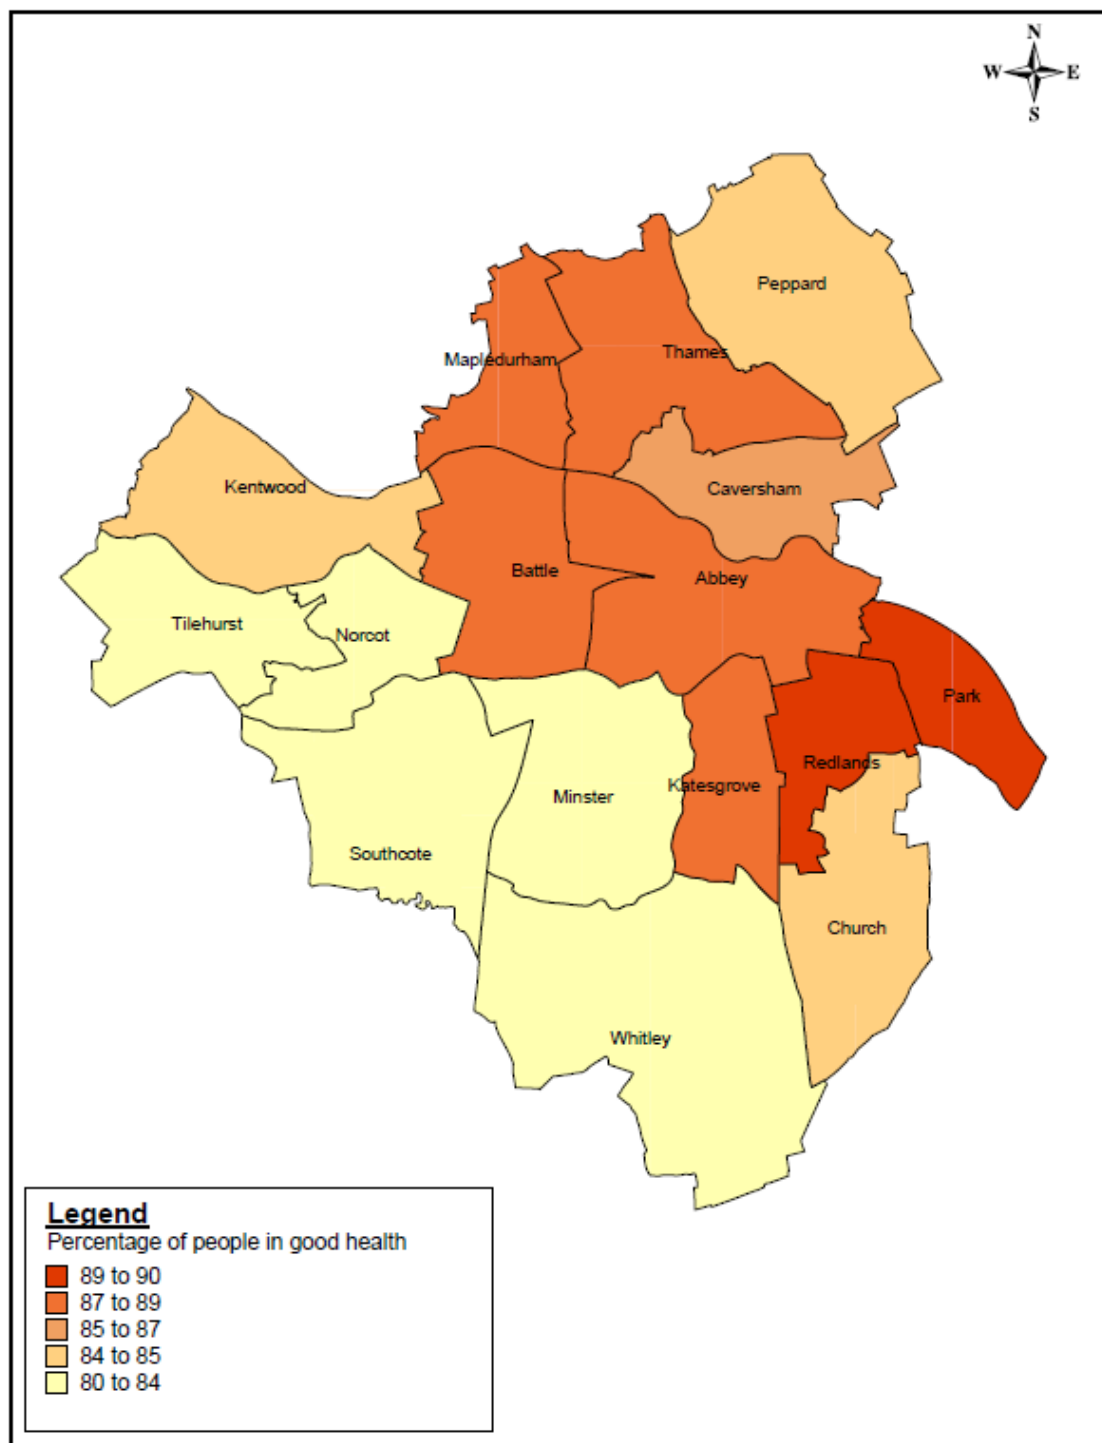 N
W E
S
Peppard
Thames
Mapledurham
Kentwood
Caversham
Battle
Abbey
Tilehurst
Norcot
Park
Redlands
Katesgrove
Minster
Southcote
Church
Whitley
Legend
Percentage of people in good health
89 to 90
87 to 89
85 to 87
84 to 85
80 to 84